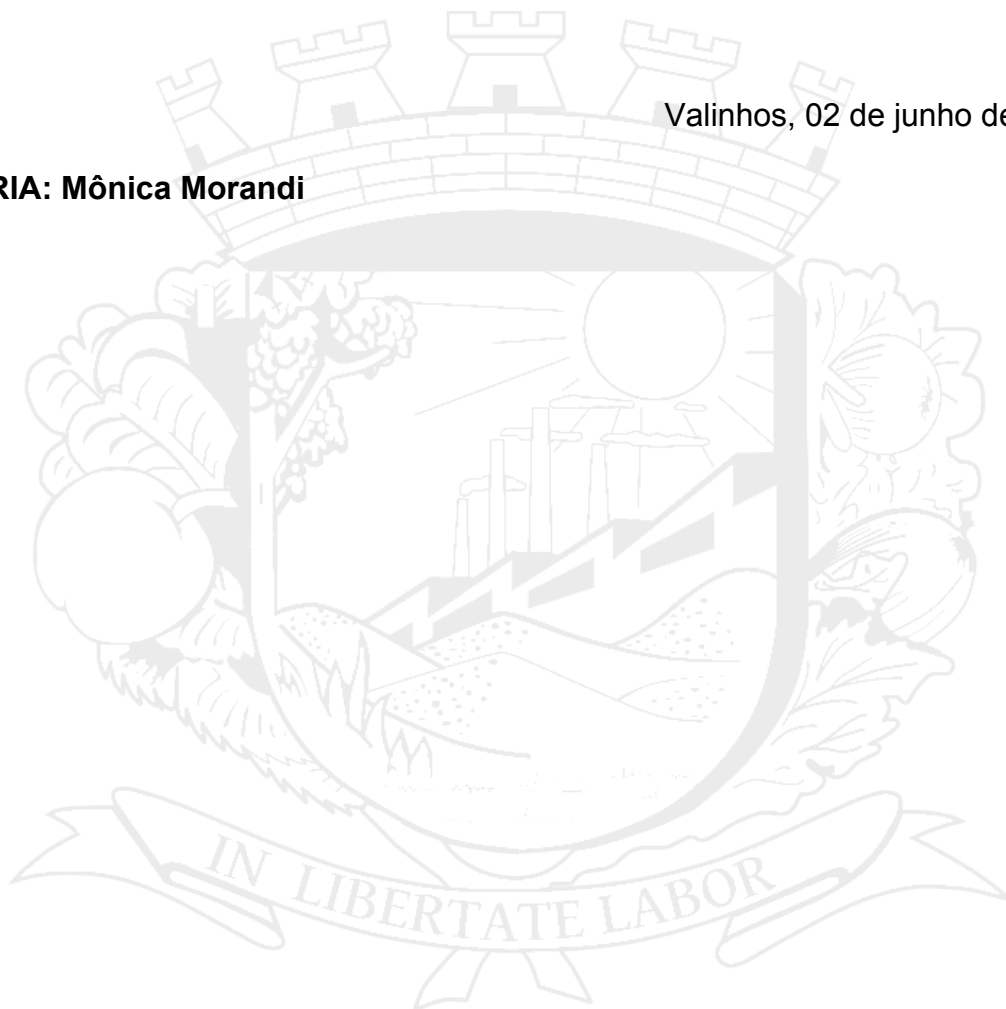 Valinhos, 02 de junho de
RIA: Mônica Morandi
IN LIBERTATE LABOR